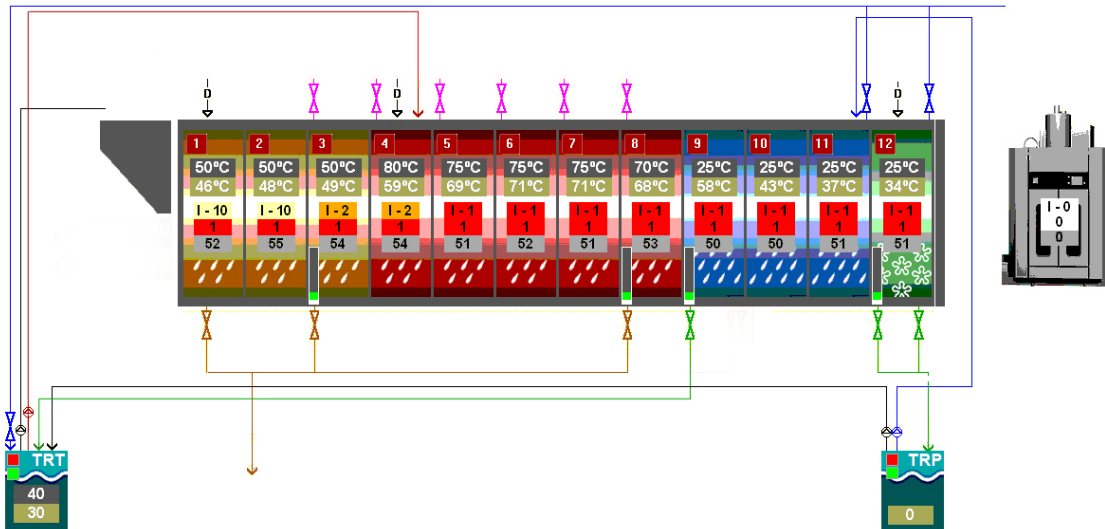 D D D
1 2 3 4 5 6 7 8 9 10 11 12
50ºC 50ºC 50ºC 80ºC 75ºC 75ºC 75ºC 70ºC 25ºC 25ºC 25ºC 25ºC
46ºC 48ºC 49ºC 59ºC 69ºC 71ºC 71ºC 68ºC 58ºC 43ºC 37ºC 34ºC
I - 10 I - 10 I - 2 I - 2 I - 1 I - 1 I - 1 I - 1 I - 1 I - 1 I - 1 I - 1 I - 0
1 1 1 1 1 1 1 1 1 1 1 1 0
52 55 54 54 51 52 51 53 50 50 51 51 0
TRT TRP
40
30 0